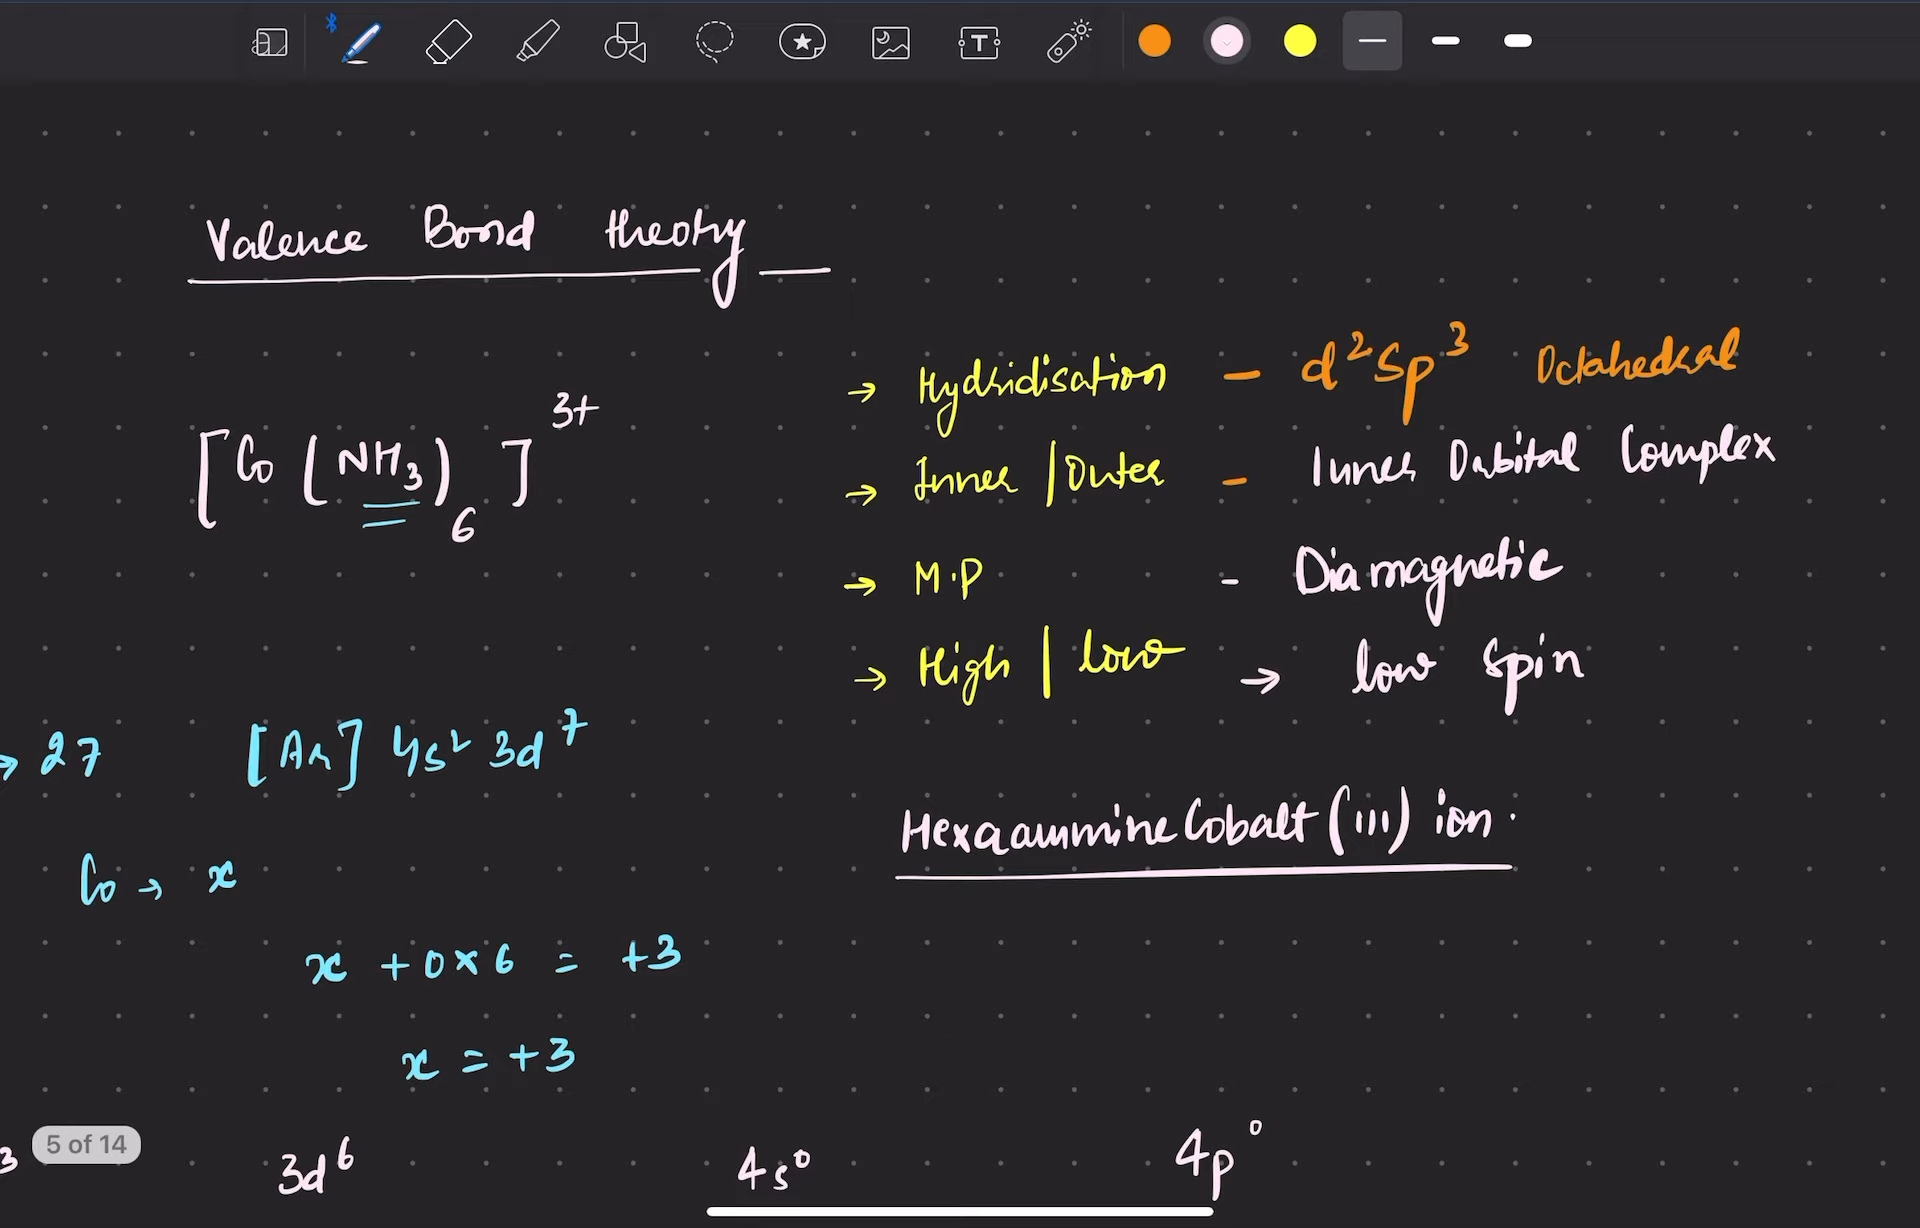 Valence Bond theory
[Co(NH3)6]3+
→ Hydridisation - d²sp³ Octahedral
→ Inner/Outer - Inner Orbital Complex
→ M.P - Diamagnetic
→ High | low → low spin
→ 27 [Ar] 4s² 3d⁷
Hexaammine Cobalt (III) ion.
Co → x
x + 0 × 6 = +3
x = +3
5 of 14
3 3d⁶ 4s⁰ 4p⁰